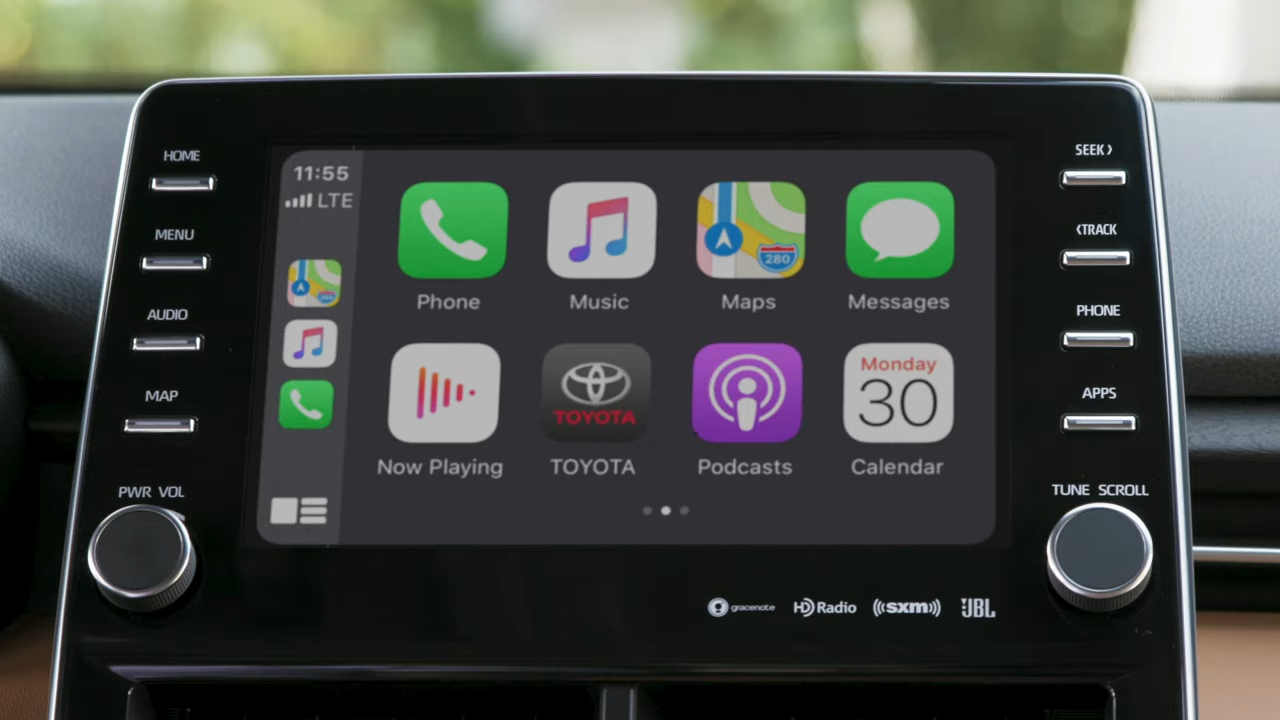 HOME
MENU
AUDIO
MAP
PWR VOL
11:55
LTE
280
Phone
Music
Maps
Messages
TOYOTA
Monday
30
Now Playing
TOYOTA
Podcasts
Calendar
SEEK>
<TRACK
PHONE
APPS
TUNE SCROLL
gracenote
HD Radio
((sxm))
JBL